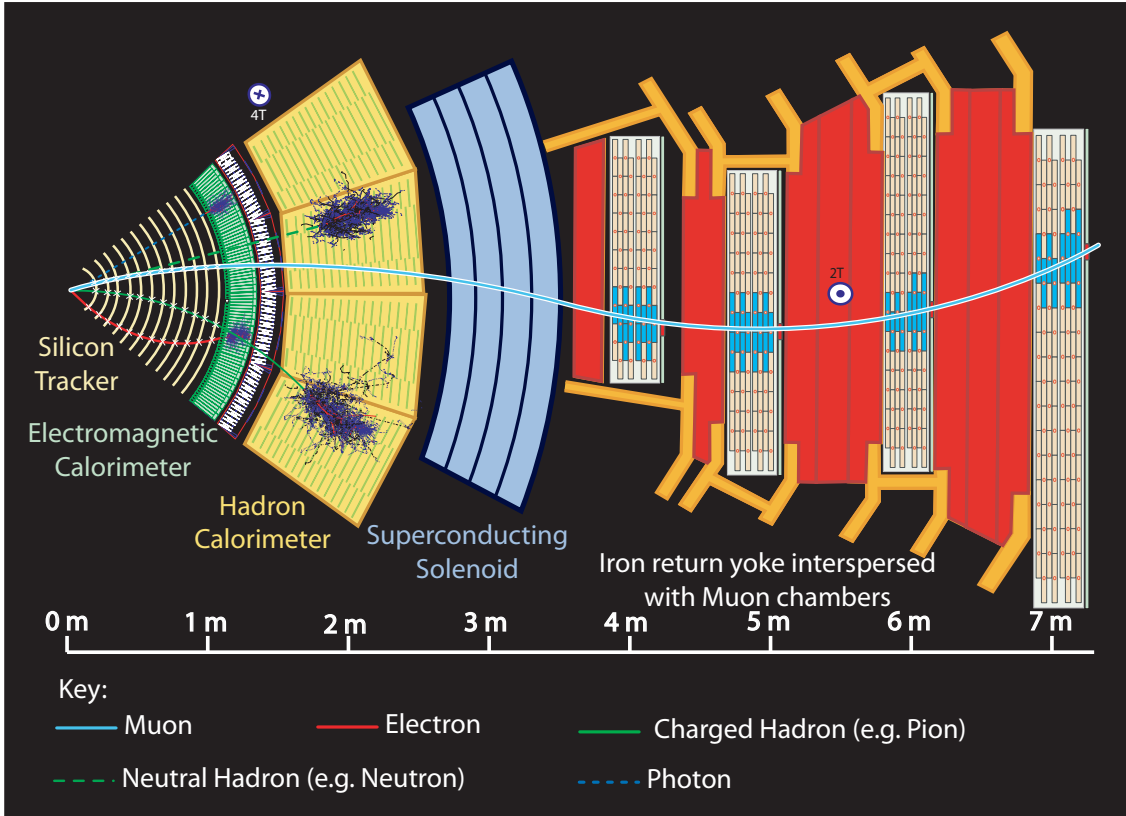 4T
2T
Silicon
Tracker
Electromagnetic
Calorimeter
Hadron
Calorimeter
Superconducting
Solenoid
Iron return yoke interspersed
with Muon chambers
0 m 1 m 2 m 3 m 4 m 5 m 6 m 7 m
Key:
Muon Electron Charged Hadron (e.g. Pion)
Neutral Hadron (e.g. Neutron) Photon